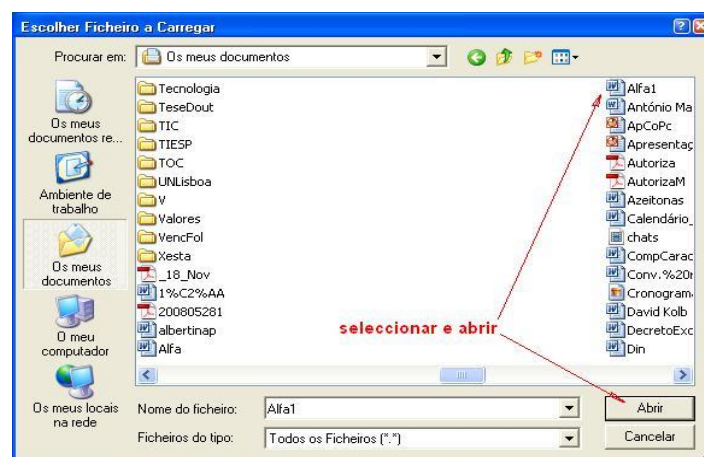 Escolher Ficheiro a Carregar
Procurar em:
Os meus documentos
Os meus
documentos re...
Ambiente de
trabalho
Os meus
documentos
O meu
computador
Os meus locais
na rede
Tecnologia
TeseDout
TIC
TIESP
TOC
UNLisboa
V
Valores
VencFol
Xesta
_18_Nov
1%C2%AA
200805281
albertinap
Alfa
Alfa1
António Ma
ApCoPc
Apresentaç
Autoriza
AutorizaM
Azeitonas
Calendário_
chats
CompCarac
Conv.%20r
Cronogram
David Kolb
DecretoExc
Din
seleccionar e abrir
Nome do ficheiro:
Alfa1
Abrir
Ficheiros do tipo:
Todos os Ficheiros (*.*)
Cancelar